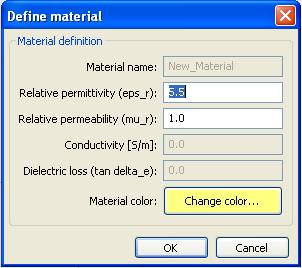 Define material
Material definition
Material name: New_Material
Relative permittivity (eps_r): 5.5
Relative permeability (mu_r): 1.0
Conductivity [S/m]: 0.0
Dielectric loss (tan delta_e): 0.0
Material color: Change color...
OK Cancel